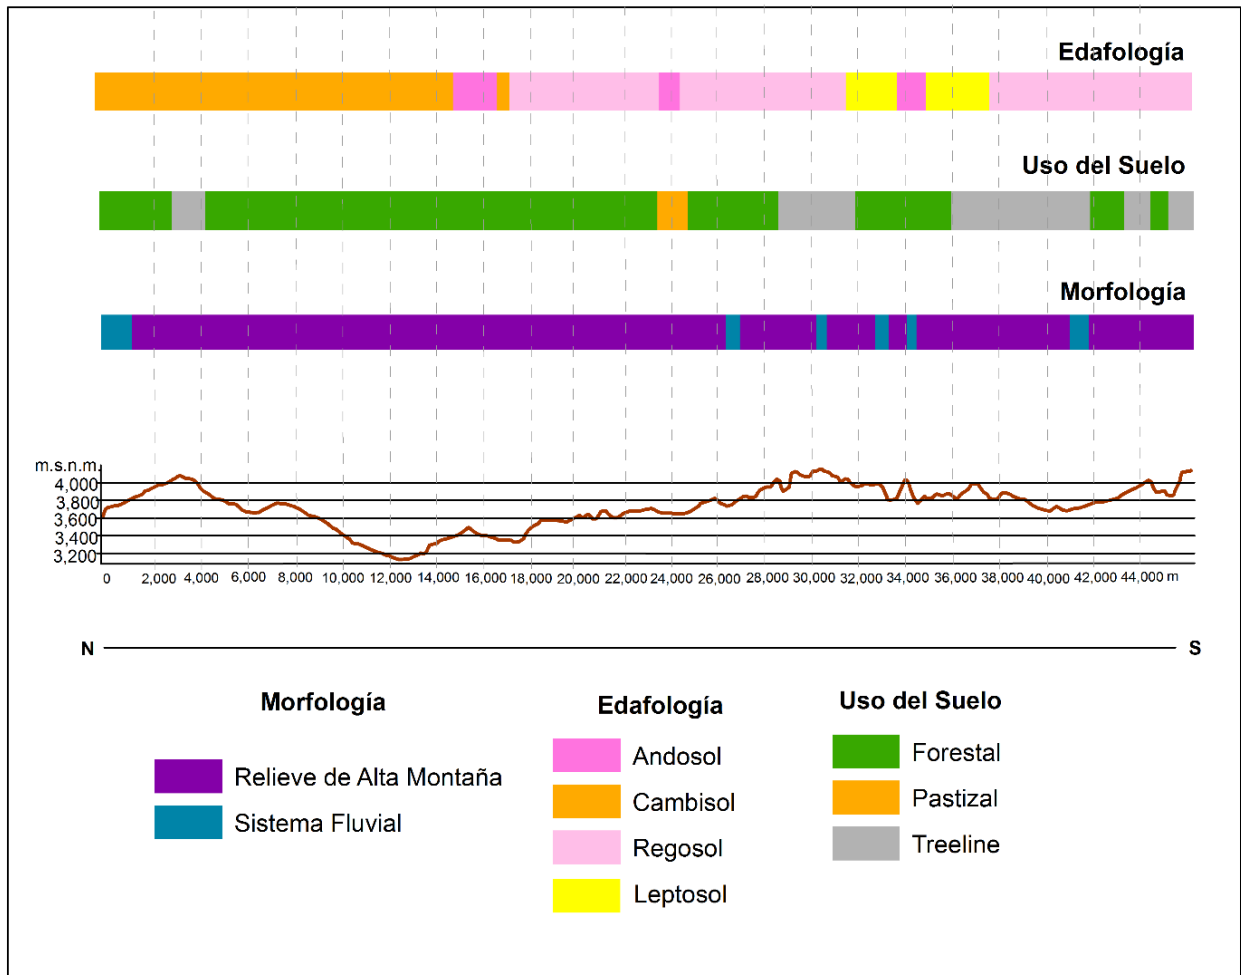 Edafología
Uso del Suelo
Morfología
m.s.n.m.
4,000
3,800
3,600
3,400
3,200
0 2,000 4,000 6,000 8,000 10,000 12,000 14,000 16,000 18,000 20,000 22,000 24,000 26,000 28,000 30,000 32,000 34,000 36,000 38,000 40,000 42,000 44,000 m
N S
Morfología
Relieve de Alta Montaña
Sistema Fluvial
Edafología
Andosol
Cambisol
Regosol
Leptosol
Uso del Suelo
Forestal
Pastizal
Treeline